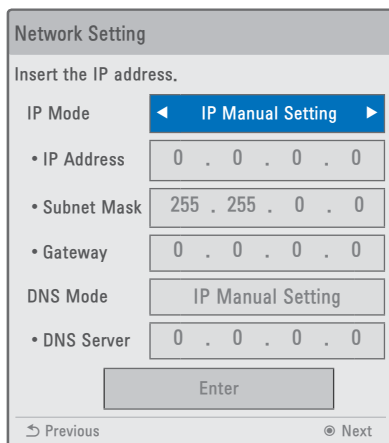 Network Setting
Insert the IP address.
IP Mode ◀ IP Manual Setting ▶
• IP Address 0 . 0 . 0 . 0
• Subnet Mask 255 . 255 . 0 . 0
• Gateway 0 . 0 . 0 . 0
DNS Mode IP Manual Setting
• DNS Server 0 . 0 . 0 . 0
Enter
Previous ◉ Next